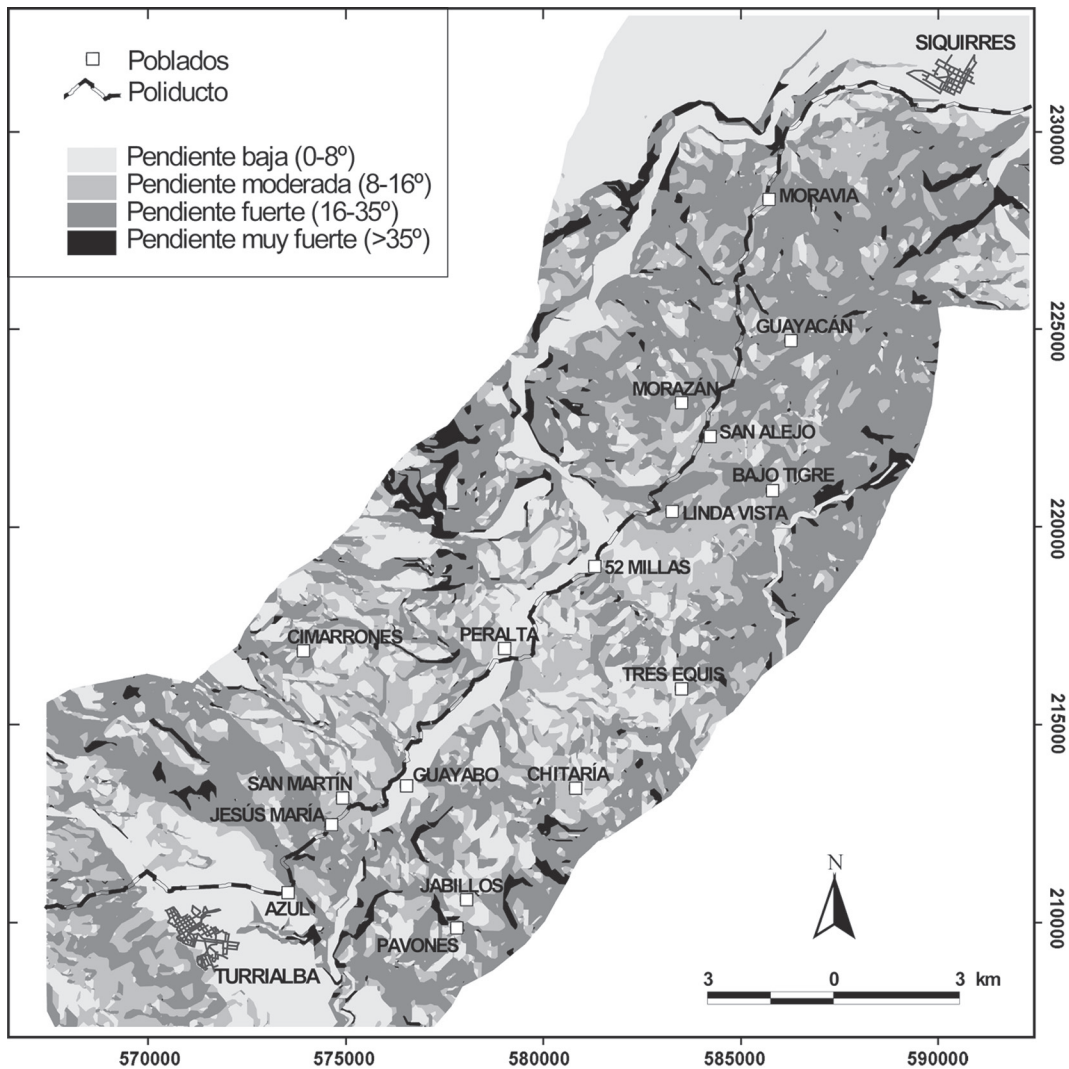 Poblados
Poliducto
Pendiente baja (0-8º)
Pendiente moderada (8-16º)
Pendiente fuerte (16-35º)
Pendiente muy fuerte (>35º)
SIQUIRRES
MORAVIA
GUAYACÁN
MORAZÁN
SAN ALEJO
BAJO TIGRE
LINDA VISTA
52 MILLAS
CIMARRONES
PERALTA
TRES EQUIS
SAN MARTÍN
GUAYABO
CHITARÍA
JESÚS MARÍA
JABILLOS
AZUL
PAVONES
TURRIALBA
N
3 0 3 km
230000
225000
220000
215000
210000
570000 575000 580000 585000 590000